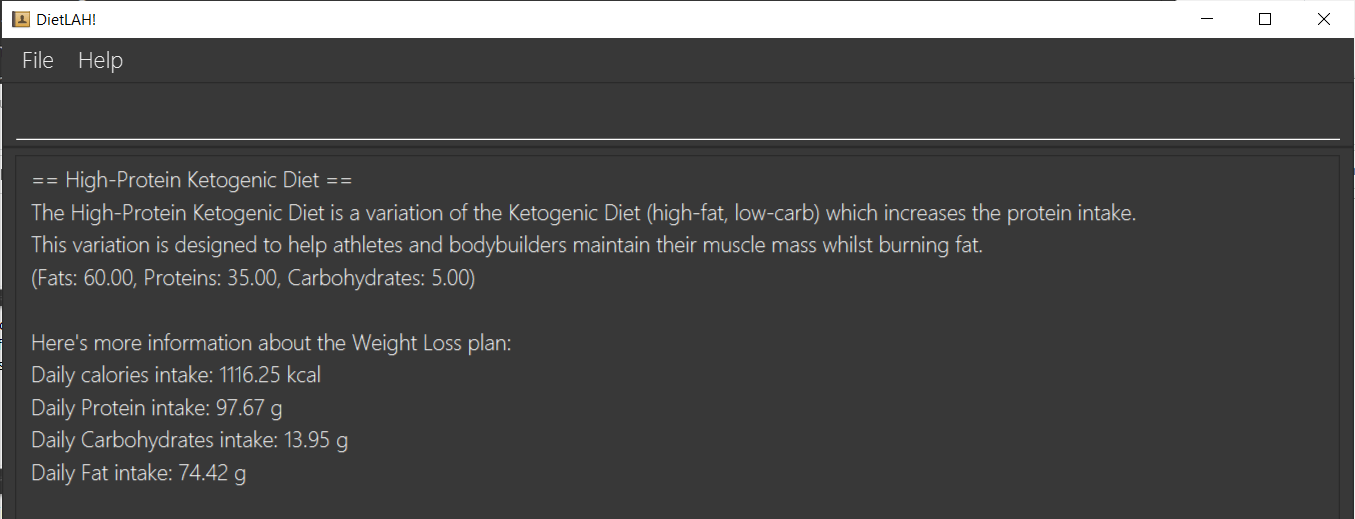 DietLAH!
File Help
== High-Protein Ketogenic Diet ==
The High-Protein Ketogenic Diet is a variation of the Ketogenic Diet (high-fat, low-carb) which increases the protein intake.
This variation is designed to help athletes and bodybuilders maintain their muscle mass whilst burning fat.
(Fats: 60.00, Proteins: 35.00, Carbohydrates: 5.00)
Here's more information about the Weight Loss plan:
Daily calories intake: 1116.25 kcal
Daily Protein intake: 97.67 g
Daily Carbohydrates intake: 13.95 g
Daily Fat intake: 74.42 g